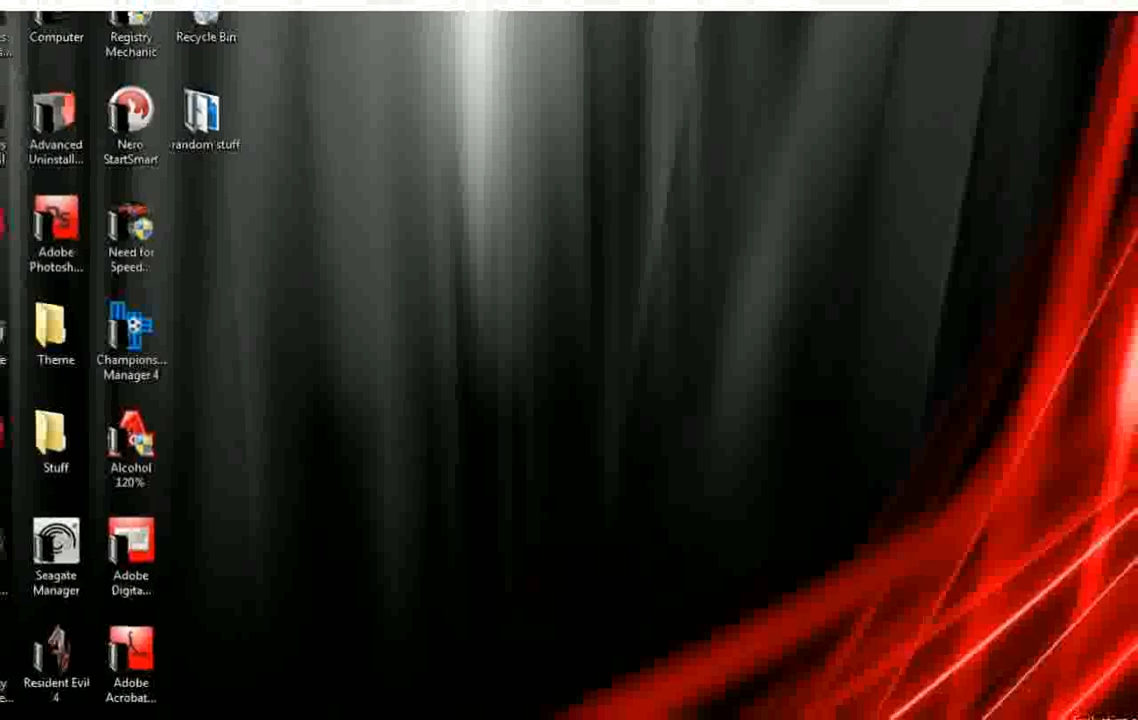 Computer
Registry
Mechanic
Recycle Bin
Advanced
Uninstall...
Nero
StartSmart
random stuff
Adobe
Photosh...
Need for
Speed...
Theme
Champions...
Manager 4
Stuff
Alcohol
120%
Seagate
Manager
Adobe
Digita...
Resident Evil
4
Adobe
Acrobat...